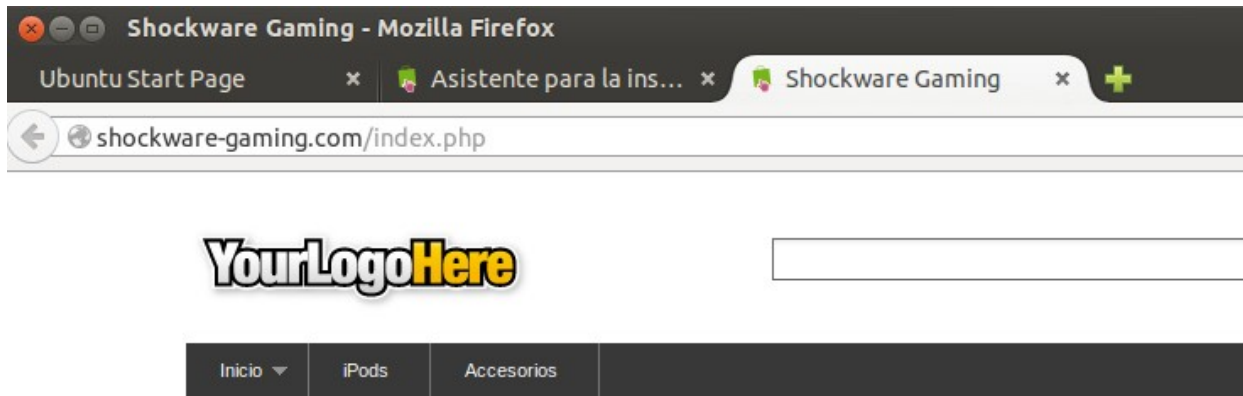 Shockware Gaming - Mozilla Firefox
Ubuntu Start Page Asistente para la ins... Shockware Gaming
shockware-gaming.com/index.php
YourLogoHere
Inicio iPods Accesorios